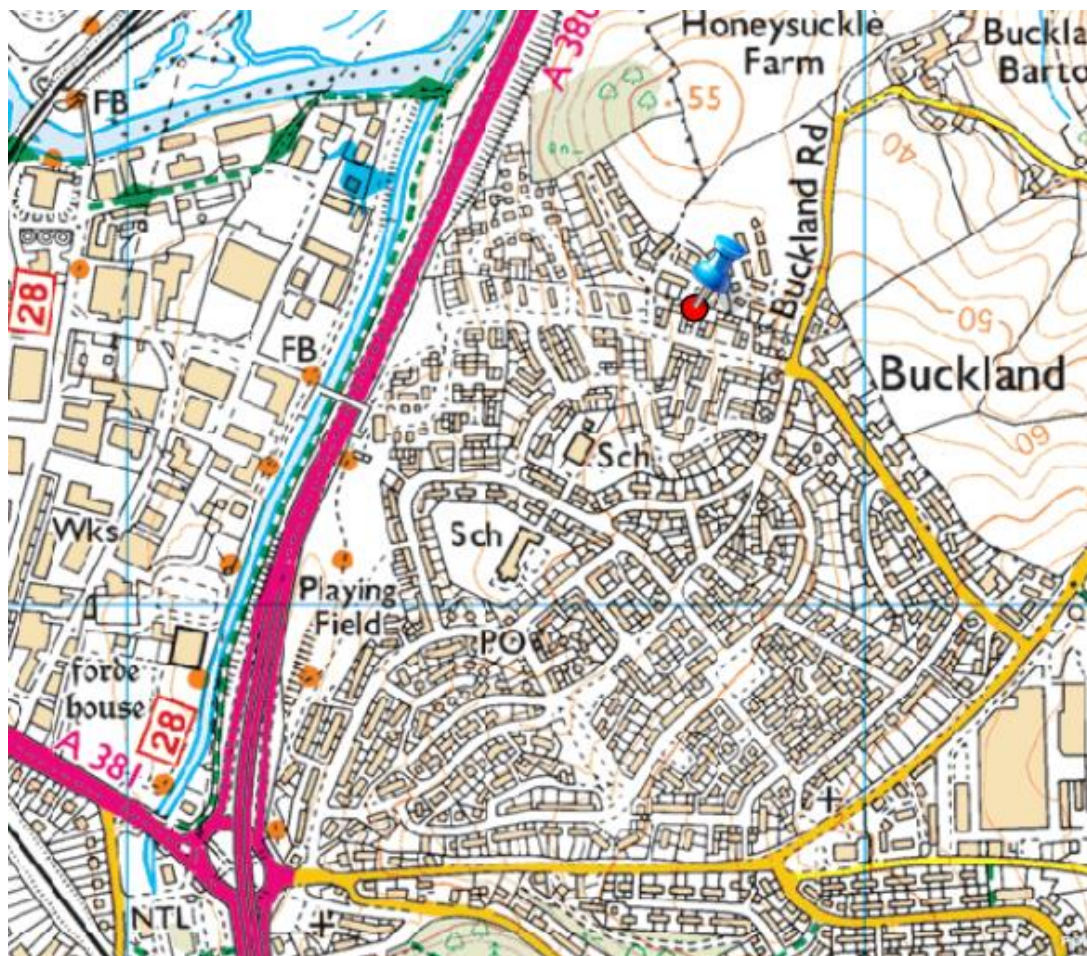 Honeysuckle
Farm
Buckla
Barto
A 380
FB
55
40
Buckland Rd
28
50
FB
Buckland
60
Sch
Sch
Wks
Playing
Field
PO
forde
house
28
A 381
NTL